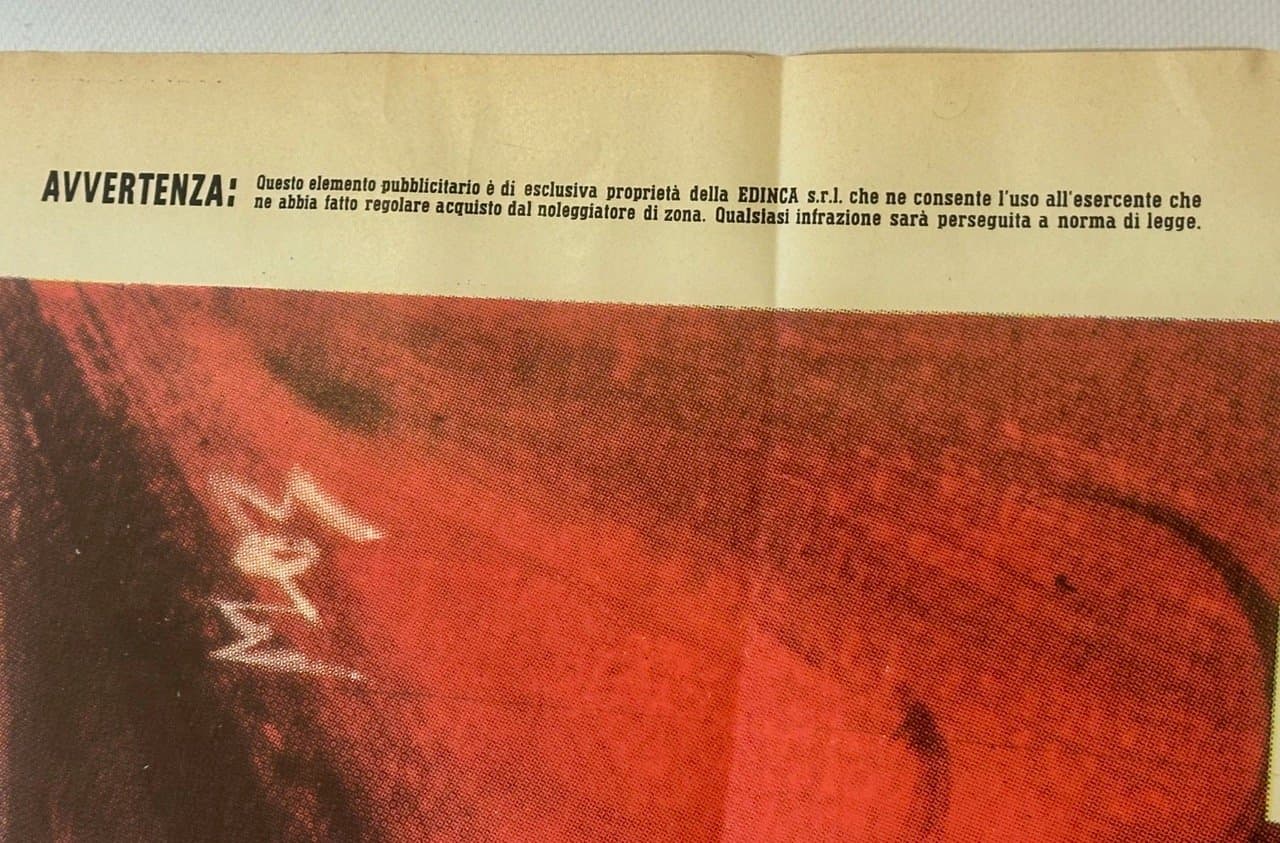 AVVERTENZA: Questo elemento pubblicitario è di esclusiva proprietà della EDINCA s.r.l. che ne consente l'uso all'esercente che
ne abbia fatto regolare acquisto dal noleggiatore di zona. Qualsiasi infrazione sarà perseguita a norma di legge.